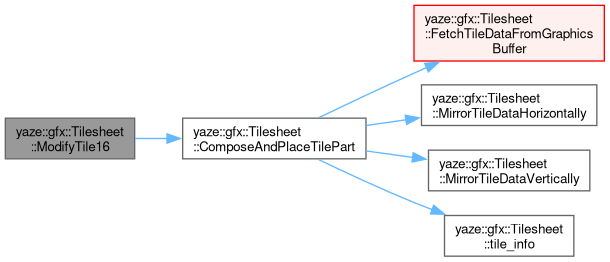 yaze::gfx::Tilesheet
::ModifyTile16
yaze::gfx::Tilesheet
::ComposeAndPlaceTilePart
yaze::gfx::Tilesheet
::FetchTileDataFromGraphics
Buffer
yaze::gfx::Tilesheet
::MirrorTileDataHorizontally
yaze::gfx::Tilesheet
::MirrorTileDataVertically
yaze::gfx::Tilesheet
::tile_info